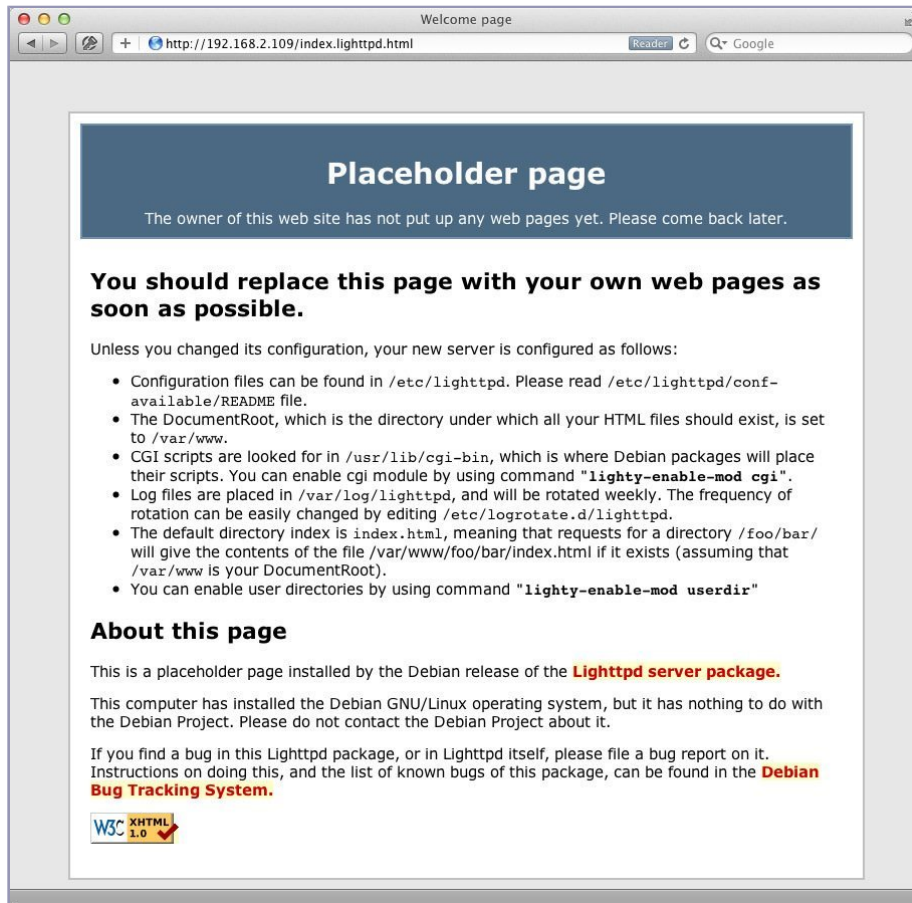 Welcome page
+ http://192.168.2.109/index.lighttpd.html Reader Google
Placeholder page
The owner of this web site has not put up any web pages yet. Please come back later.
You should replace this page with your own web pages as
soon as possible.
Unless you changed its configuration, your new server is configured as follows:
• Configuration files can be found in /etc/lighttpd. Please read /etc/lighttpd/conf-
available/README file.
• The DocumentRoot, which is the directory under which all your HTML files should exist, is set
to /var/www.
• CGI scripts are looked for in /usr/lib/cgi-bin, which is where Debian packages will place
their scripts. You can enable cgi module by using command "lighty-enable-mod cgi".
• Log files are placed in /var/log/lighttpd, and will be rotated weekly. The frequency of
rotation can be easily changed by editing /etc/logrotate.d/lighttpd.
• The default directory index is index.html, meaning that requests for a directory /foo/bar/
will give the contents of the file /var/www/foo/bar/index.html if it exists (assuming that
/var/www is your DocumentRoot).
• You can enable user directories by using command "lighty-enable-mod userdir"
About this page
This is a placeholder page installed by the Debian release of the Lighttpd server package.
This computer has installed the Debian GNU/Linux operating system, but it has nothing to do with
the Debian Project. Please do not contact the Debian Project about it.
If you find a bug in this Lighttpd package, or in Lighttpd itself, please file a bug report on it.
Instructions on doing this, and the list of known bugs of this package, can be found in the Debian
Bug Tracking System.
W3C XHTML
1.0